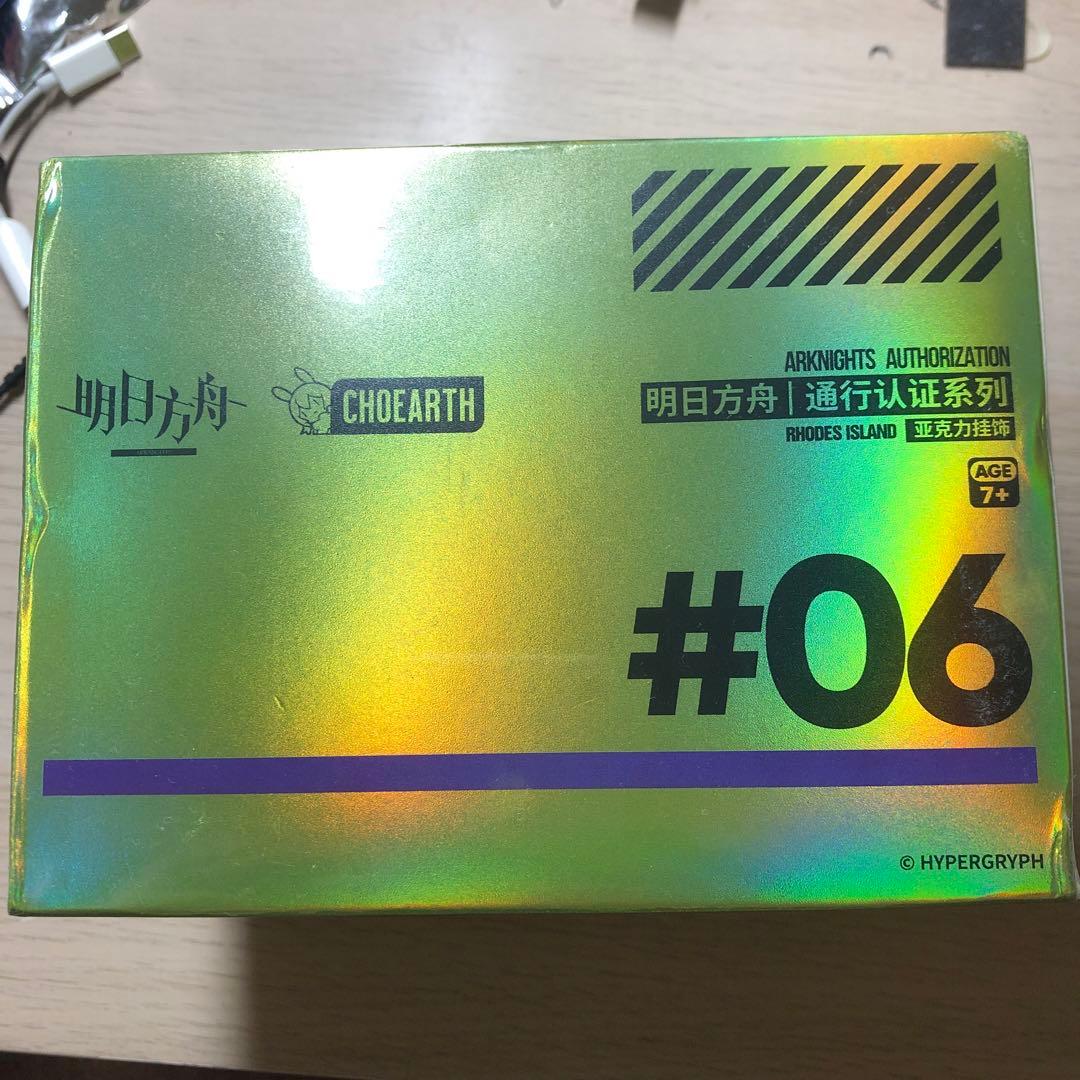 明日方舟
CHOEARTH
ARKNIGHTS AUTHORIZATION
明日方舟|通行认证系列
RHODES ISLAND 亚克力挂饰
AGE
7+
#06
© HYPERGRYPH